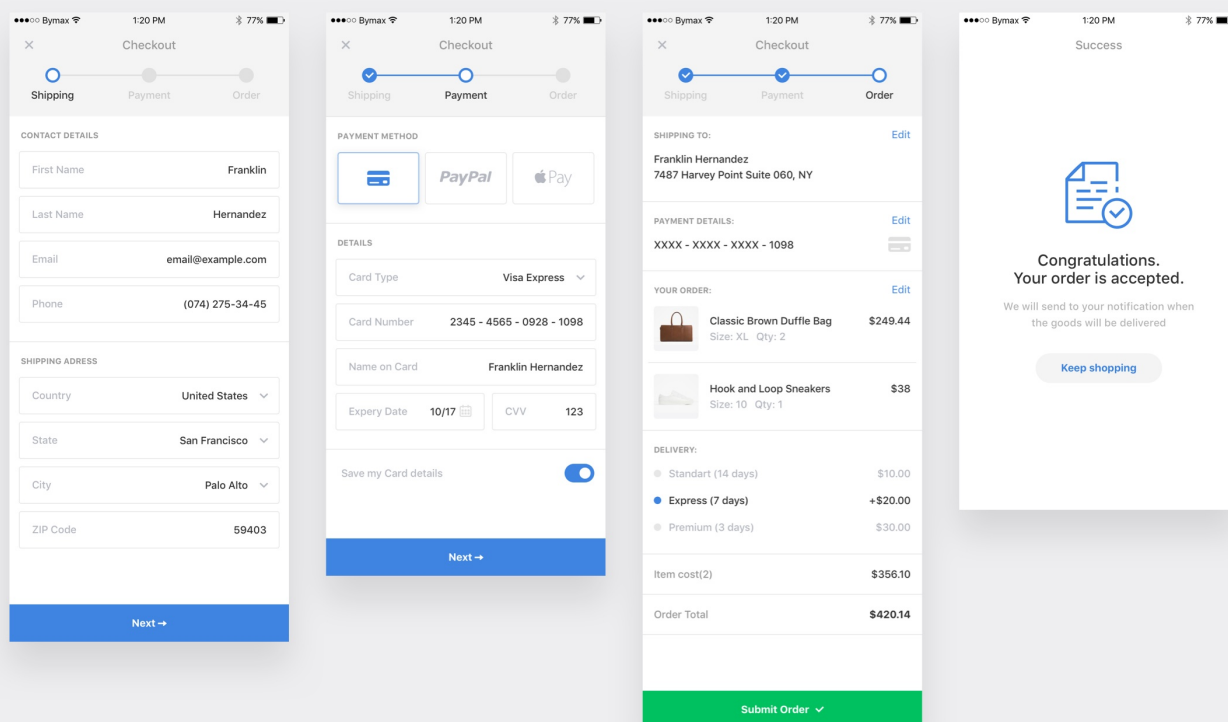 Bymax 1:20 PM 77%
Checkout
Shipping Payment Order
CONTACT DETAILS
First Name Franklin
Last Name Hernandez
Email email@example.com
Phone (074) 275-34-45
SHIPPING ADRESS
Country United States
State San Francisco
City Palo Alto
ZIP Code 59403
Next →
Bymax 1:20 PM 77%
Checkout
Shipping Payment Order
PAYMENT METHOD
PayPal Pay
DETAILS
Card Type Visa Express
Card Number 2345 - 4565 - 0928 - 1098
Name on Card Franklin Hernandez
Expery Date 10/17 CVV 123
Save my Card details
Next →
Bymax 1:20 PM 77%
Checkout
Shipping Payment Order
SHIPPING TO: Edit
Franklin Hernandez
7487 Harvey Point Suite 060, NY
PAYMENT DETAILS: Edit
XXXX - XXXX - XXXX - 1098
YOUR ORDER: Edit
Classic Brown Duffle Bag $249.44
Size: XL Qty: 2
Hook and Loop Sneakers $38
Size: 10 Qty: 1
DELIVERY:
Standart (14 days) $10.00
Express (7 days) +$20.00
Premium (3 days) $30.00
Item cost(2) $356.10
Order Total $420.14
Submit Order
Bymax 1:20 PM 77%
Success
Congratulations.
Your order is accepted.
We will send to your notification when
the goods will be delivered
Keep shopping